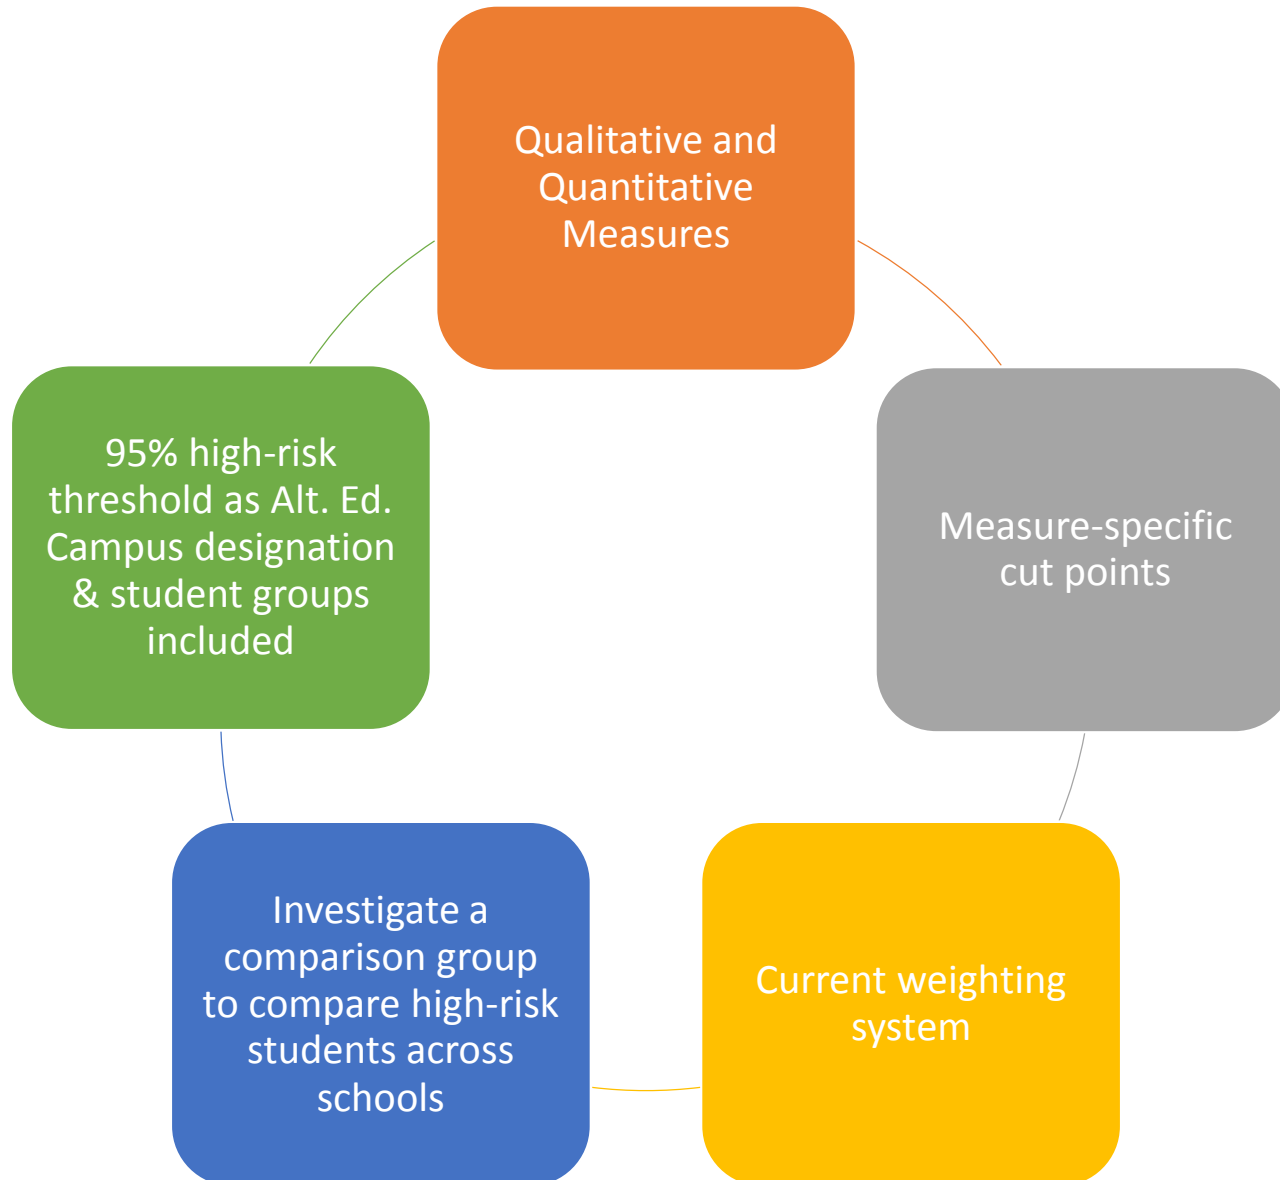 Qualitative and
Quantitative
Measures
Measure-specific
cut points
Current weighting
system
Investigate a
comparison group
to compare high-risk
students across
schools
95% high-risk
threshold as Alt. Ed.
Campus designation
& student groups
included